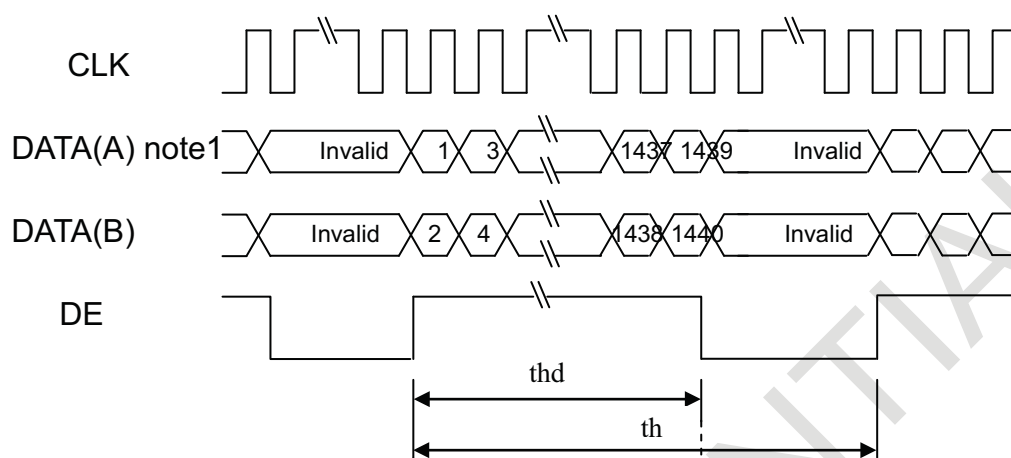 CLK
DATA(A) note1 Invalid 1 3 1437 1439 Invalid
DATA(B) Invalid 2 4 1438 1440 Invalid
DE
thd
th
NTIAL